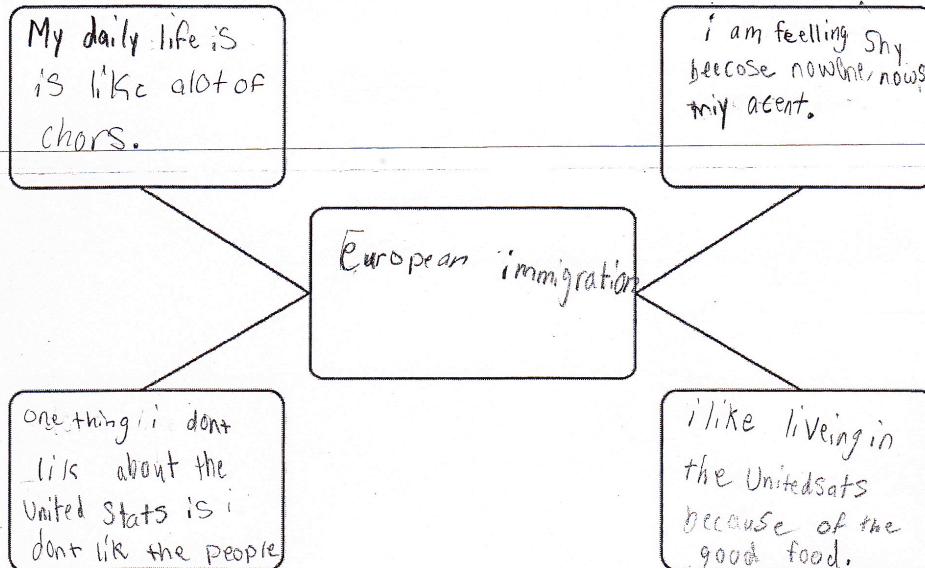 My daily life is
is like alot of
chors.
i am feelling shy
beecose nowone, nows
miy acent.
European immigration
one thing i dont
lik about the
United Stats is i
dont lik the people
i like liveing in
the Unitedsats
because of the
good food.